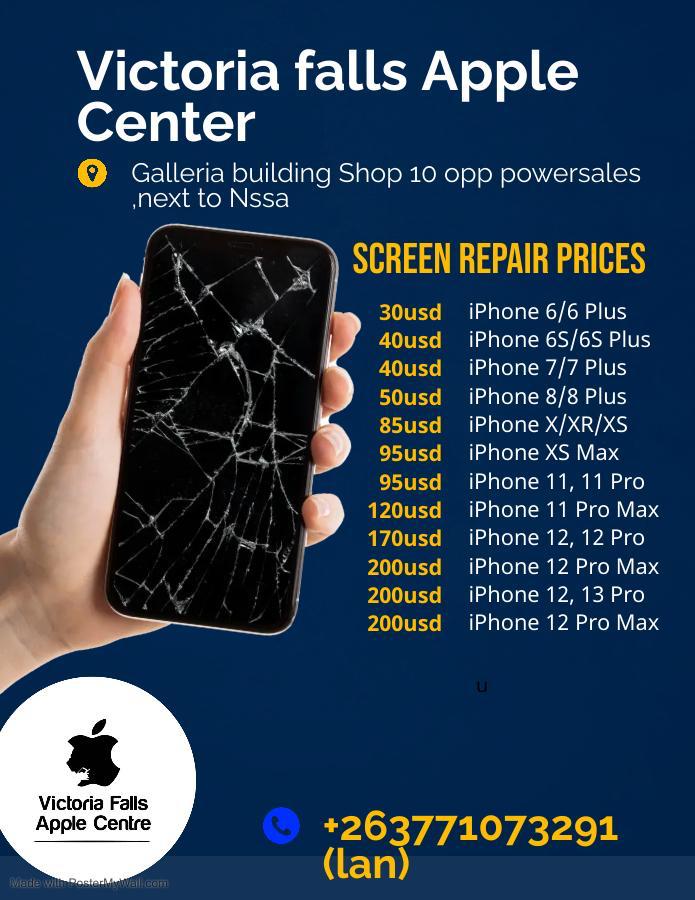 Victoria falls Apple
Center
Galleria building Shop 10 opp powersales
,next to Nssa
SCREEN REPAIR PRICES
30usd iPhone 6/6 Plus
40usd iPhone 6S/6S Plus
40usd iPhone 7/7 Plus
50usd iPhone 8/8 Plus
85usd iPhone X/XR/XS
95usd iPhone XS Max
95usd iPhone 11, 11 Pro
120usd iPhone 11 Pro Max
170usd iPhone 12, 12 Pro
200usd iPhone 12 Pro Max
200usd iPhone 12, 13 Pro
200usd iPhone 12 Pro Max
u
Victoria Falls
Apple Centre
+263771073291
(lan)
Made with PosterMyWall.com